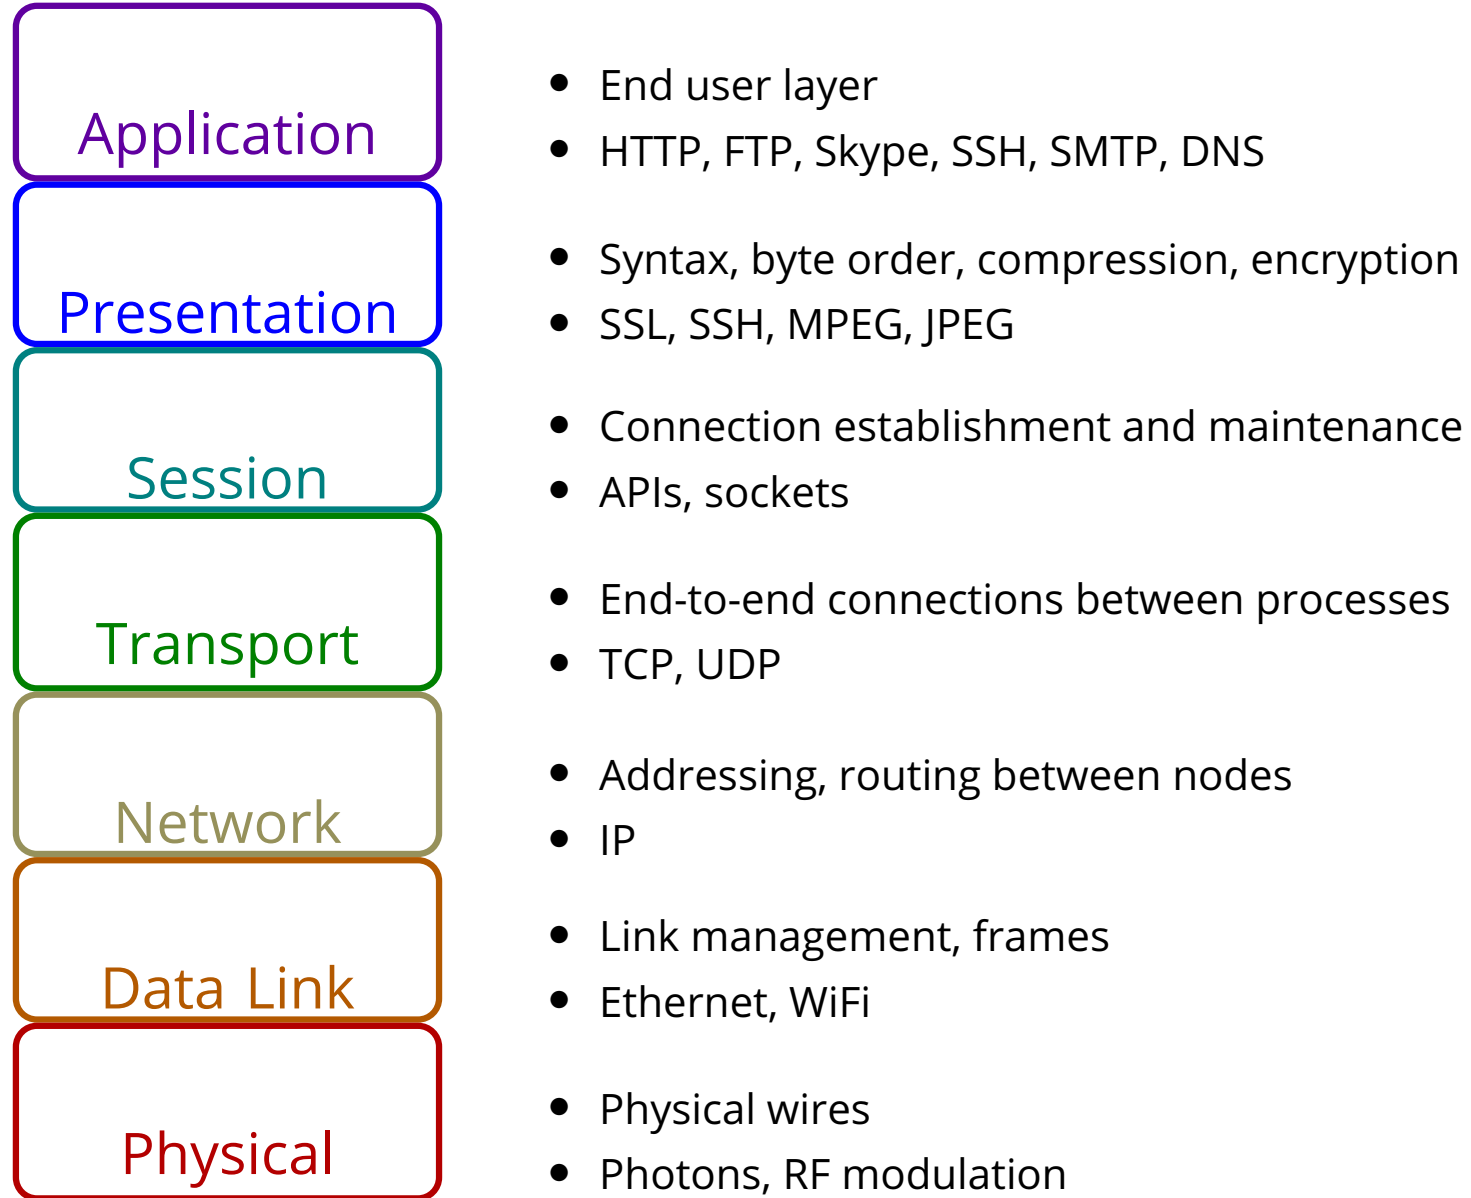 Application
• End user layer
• HTTP, FTP, Skype, SSH, SMTP, DNS
Presentation
• Syntax, byte order, compression, encryption
• SSL, SSH, MPEG, JPEG
Session
• Connection establishment and maintenance
• APIs, sockets
Transport
• End-to-end connections between processes
• TCP, UDP
Network
• Addressing, routing between nodes
• IP
Data Link
• Link management, frames
• Ethernet, WiFi
Physical
• Physical wires
• Photons, RF modulation